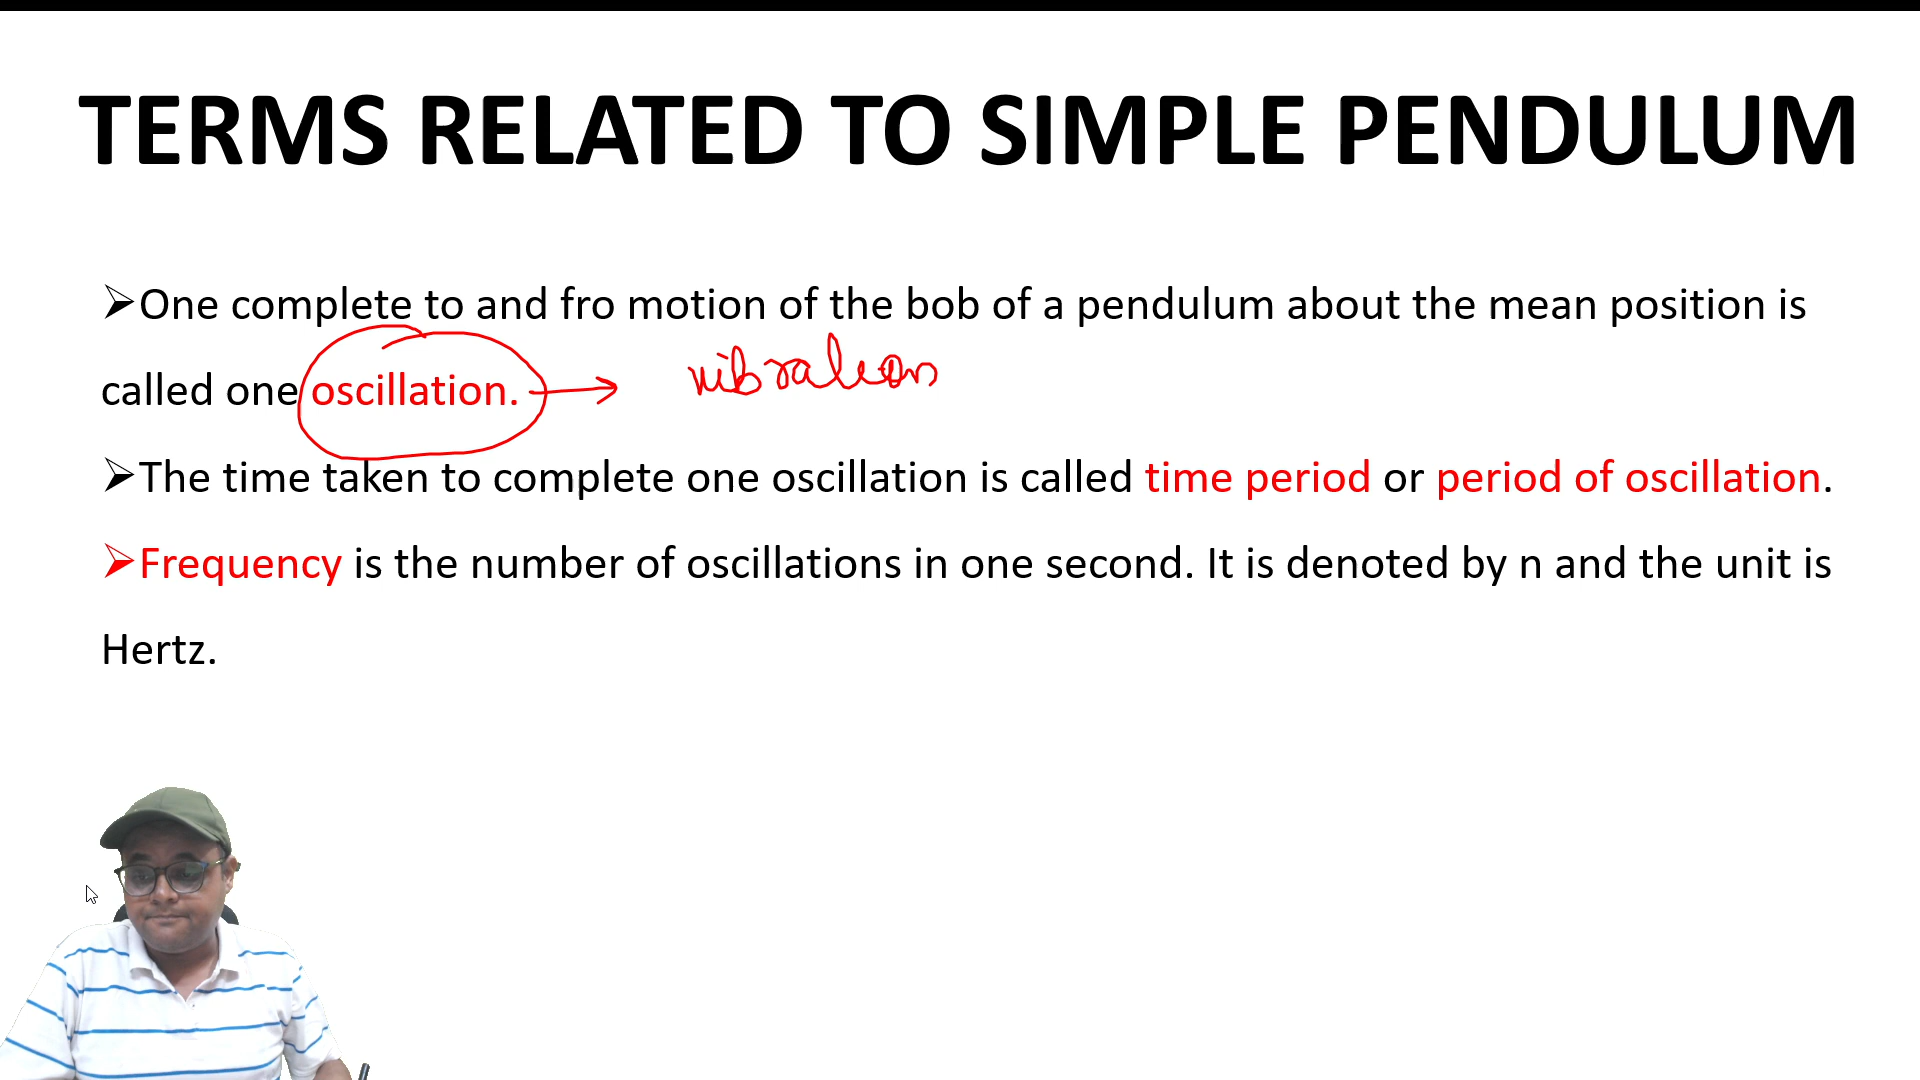 TERMS RELATED TO SIMPLE PENDULUM
➢One complete to and fro motion of the bob of a pendulum about the mean position is
called one oscillation. → vibration
➢The time taken to complete one oscillation is called time period or period of oscillation.
➢Frequency is the number of oscillations in one second. It is denoted by n and the unit is
Hertz.